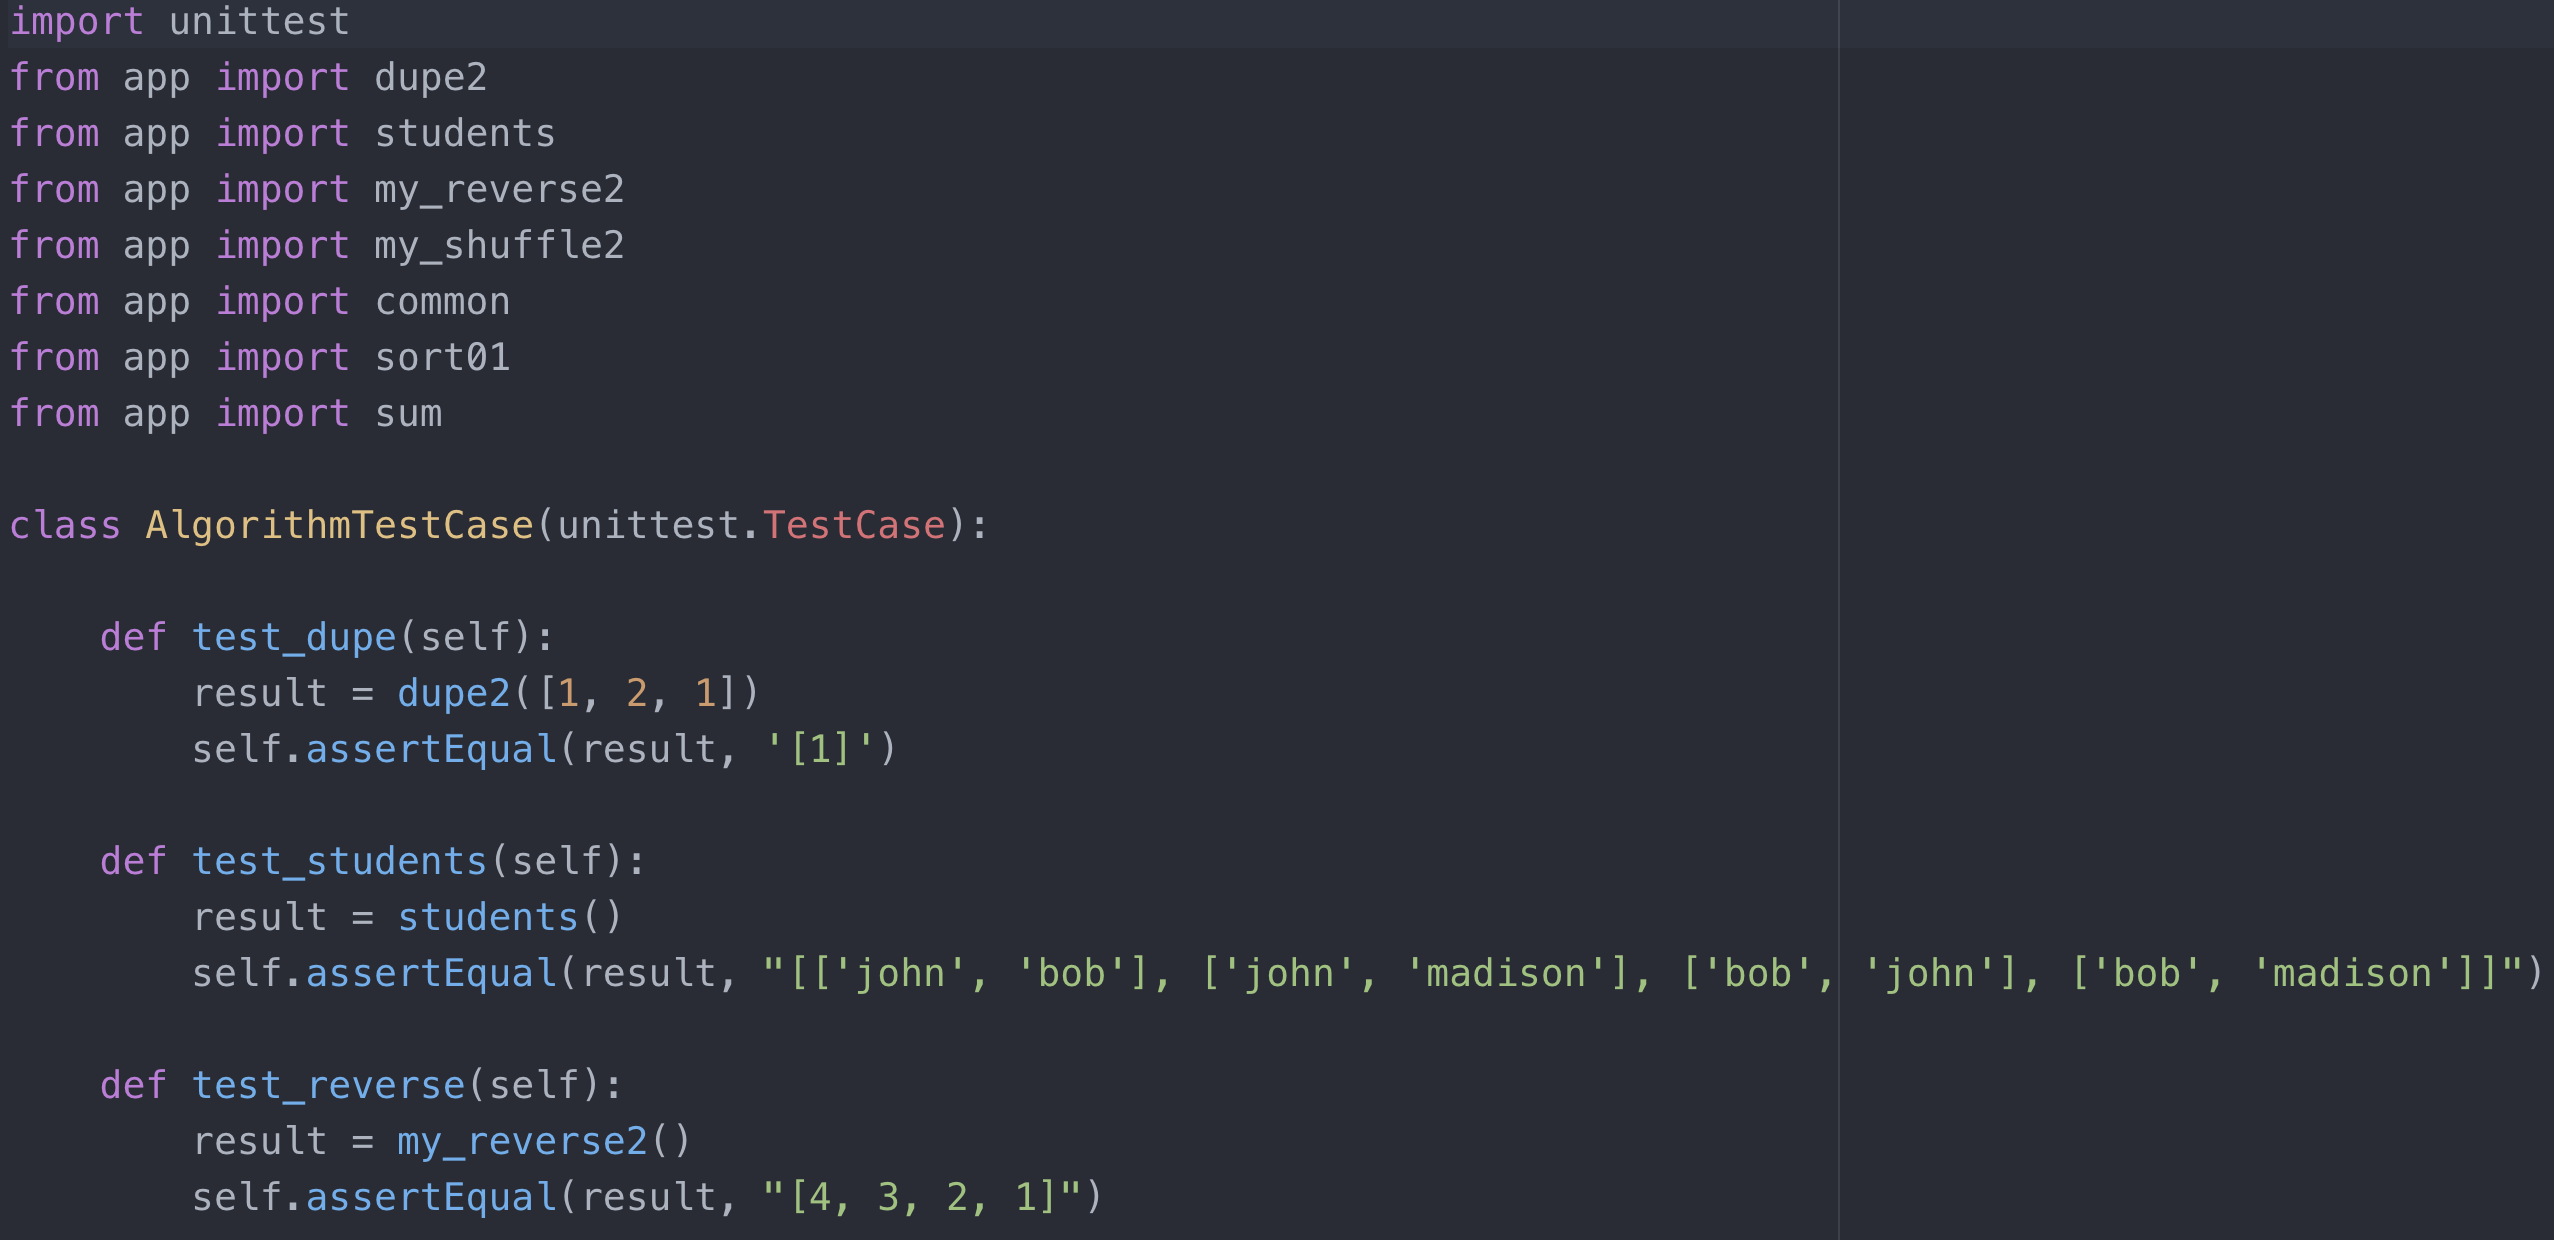 import unittest
from app import dupe2
from app import students
from app import my_reverse2
from app import my_shuffle2
from app import common
from app import sort01
from app import sum

class AlgorithmTestCase(unittest.TestCase):

    def test_dupe(self):
        result = dupe2([1, 2, 1])
        self.assertEqual(result, '[1]')

    def test_students(self):
        result = students()
        self.assertEqual(result, "[['john', 'bob'], ['john', 'madison'], ['bob', 'john'], ['bob', 'madison']]")

    def test_reverse(self):
        result = my_reverse2()
        self.assertEqual(result, "[4, 3, 2, 1]")